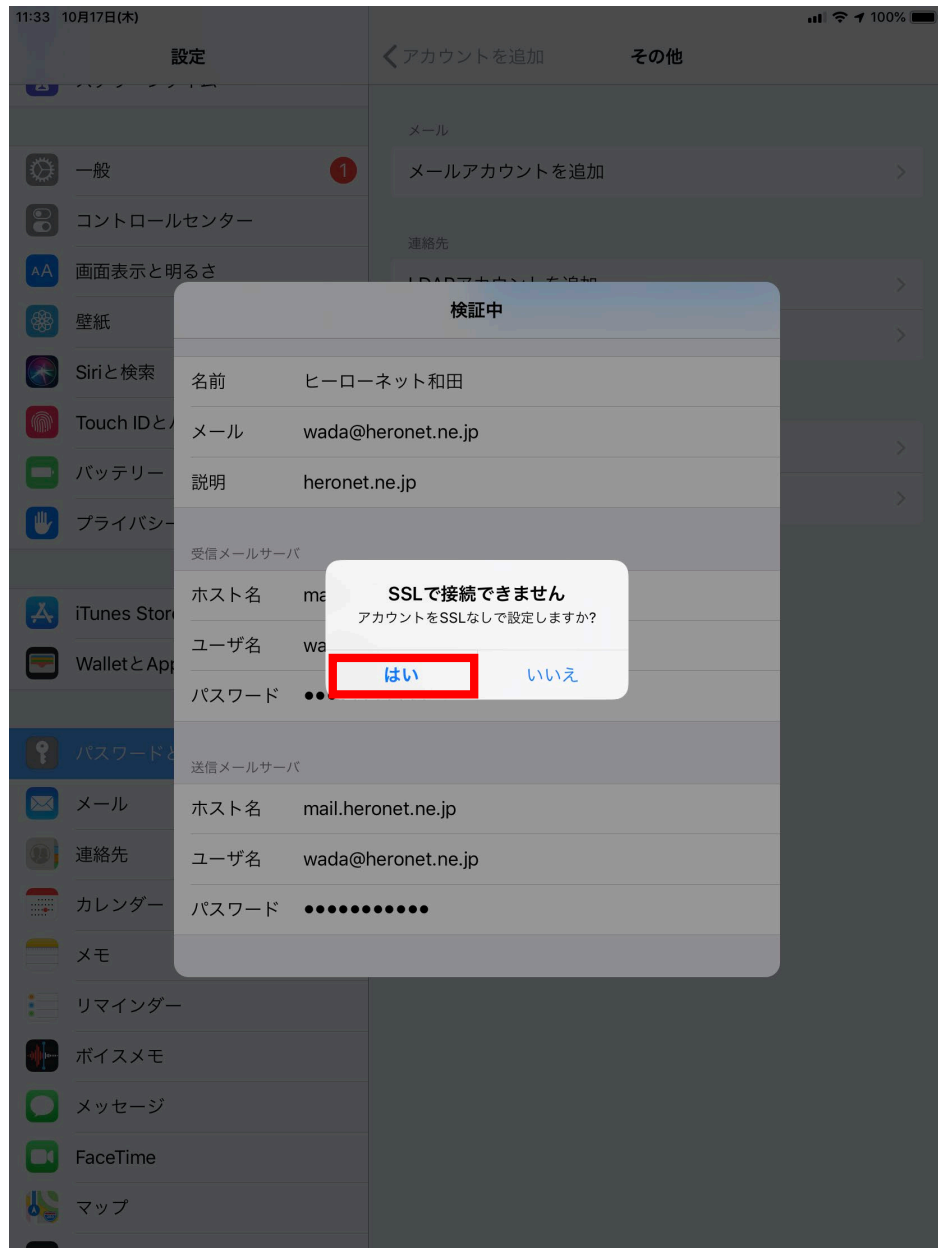 11:33 10月17日(木)
100%
設定
アカウントを追加
その他
一般
1
コントロールセンター
画面表示と明るさ
壁紙
Siriと検索
Touch IDと
バッテリー
プライバシー
iTunes Stor
Walletと Ap
パスワードと
メール
連絡先
カレンダー
メモ
リマインダー
ボイスメモ
メッセージ
FaceTime
マップ
メール
メールアカウントを追加
連絡先
検証中
名前 ヒーローネット和田
メール wada@heronet.ne.jp
説明 heronet.ne.jp
受信メールサーバ
ホスト名 ma
ユーザ名 wa
パスワード
SSLで接続できません
アカウントをSSLなしで設定しますか?
はい いいえ
送信メールサーバ
ホスト名 mail.heronet.ne.jp
ユーザ名 wada@heronet.ne.jp
パスワード ●●●●●●●●●●●